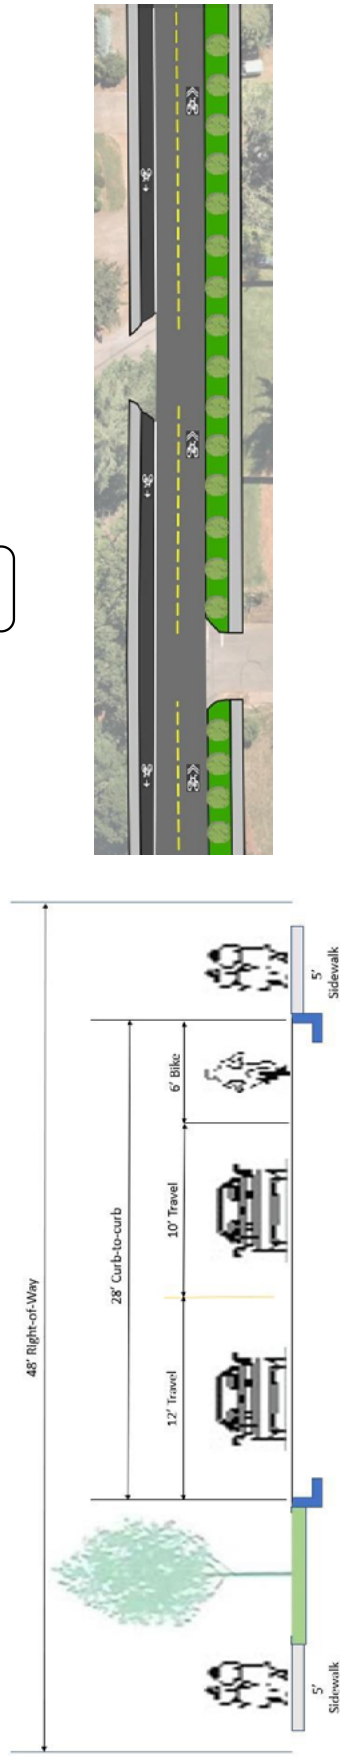 48' Right-of-Way
28' Curb-to-curb
12' Travel
10' Travel
6' Bike
5'
Sidewalk
5'
Sidewalk